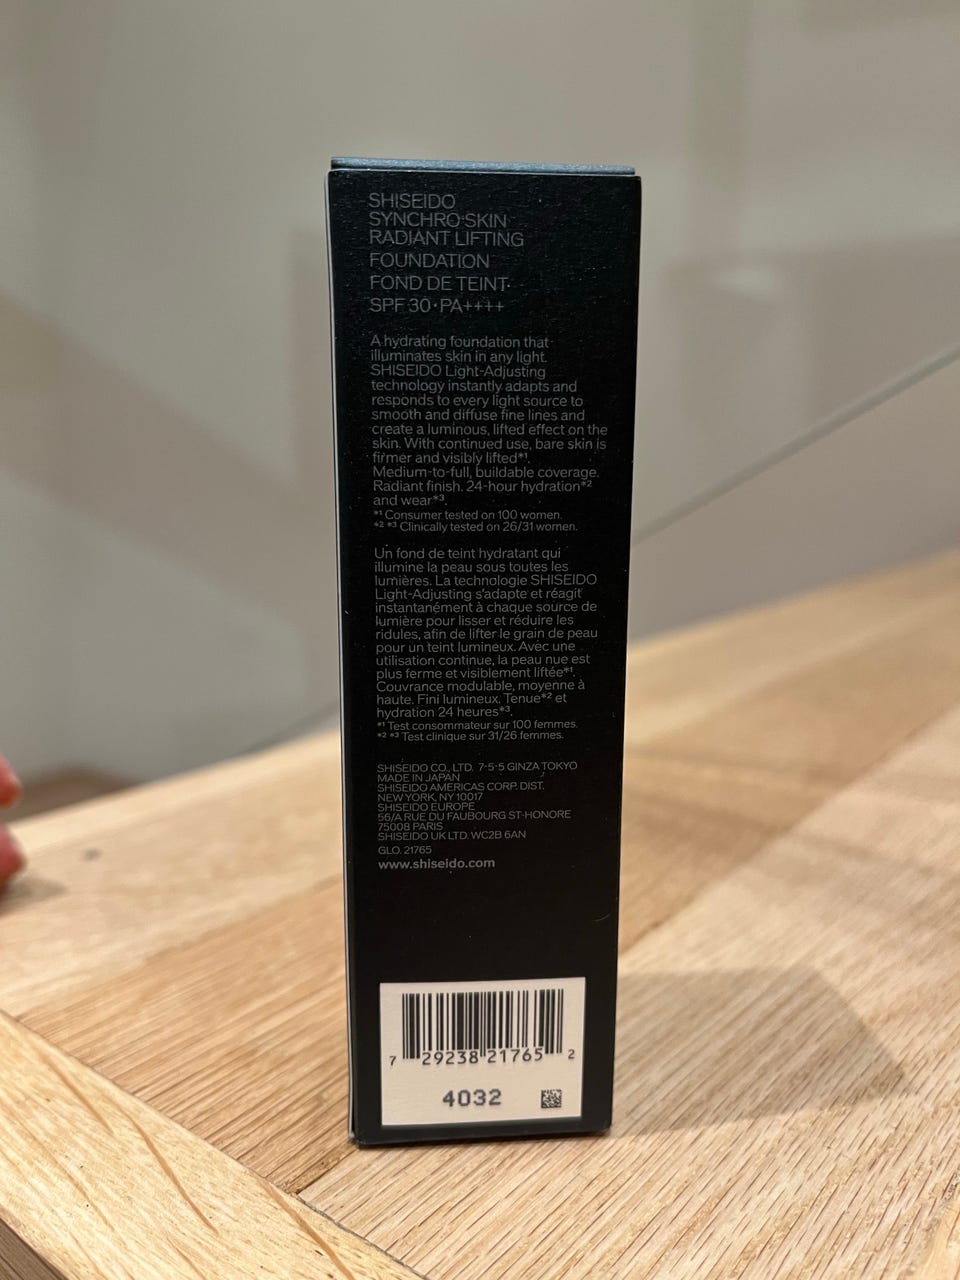 SHISEIDO
SYNCHRO SKIN
RADIANT LIFTING
FOUNDATION
FOND DE TEINT
SPF 30·PA++++
A hydrating foundation that
illuminates skin in any light.
SHISEIDO Light-Adjusting
technology instantly adapts and
responds to every light source to
smooth and diffuse fine lines and
create a luminous, lifted effect on the
skin. With continued use, bare skin is
firmer and visibly lifted*¹.
Medium-to-full, buildable coverage.
Radiant finish. 24-hour hydration*²
and wear*³.
*¹ Consumer tested on 100 women.
*² *³ Clinically tested on 26/31 women.
Un fond de teint hydratant qui
illumine la peau sous toutes les
lumières. La technologie SHISEIDO
Light-Adjusting s'adapte et réagit
instantanément à chaque source de
lumière pour lisser et réduire les
ridules, afin de lifter le grain de peau
pour un teint lumineux. Avec une
utilisation continue, la peau nue est
plus ferme et visiblement liftée*¹.
Couvrance modulable, moyenne à
haute. Fini lumineux. Tenue*² et
hydration 24 heures*³.
*¹ Test consommateur sur 100 femmes.
*² *³ Test clinique sur 31/26 femmes.
SHISEIDO CO., LTD. 7-5-5 GINZA TOKYO
MADE IN JAPAN
SHISEIDO AMERICAS CORP. DIST.
NEW YORK, NY 10017
SHISEIDO EUROPE
56/A RUE DU FAUBOURG ST-HONORE
75008 PARIS
SHISEIDO UK LTD. WC2B 6AN
GLO. 21765
www.shiseido.com
7 29238 21765 2
4032